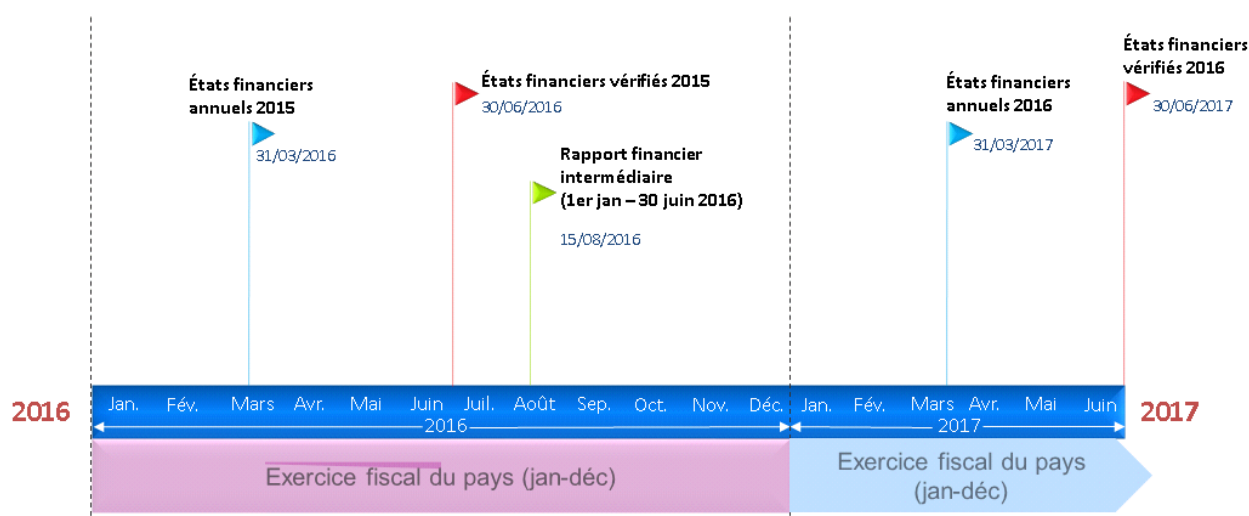 États financiers
annuels 2015
31/03/2016
États financiers vérifiés 2015
30/06/2016
Rapport financier
intermédiaire
(1er jan – 30 juin 2016)
15/08/2016
États financiers
annuels 2016
31/03/2017
États financiers
vérifiés 2016
30/06/2017
2016
Jan. Fév. Mars Avr. Mai Juin Juil. Août Sep. Oct. Nov. Déc. Jan. Fév. Mars Avr. Mai Juin
2016 2017
2017
Exercice fiscal du pays (jan-déc)
Exercice fiscal du pays
(jan-déc)